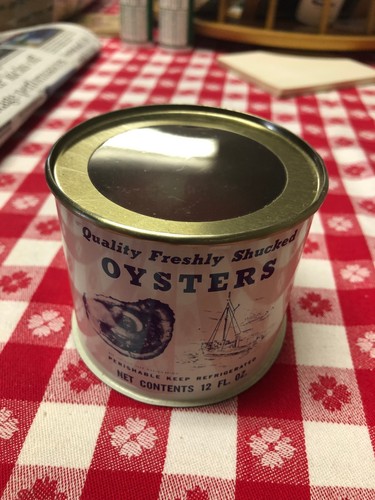 Quality Freshly Shucked
OYSTERS
PERISHABLE KEEP REFRIGERATED
NET CONTENTS 12 FL. OZ.